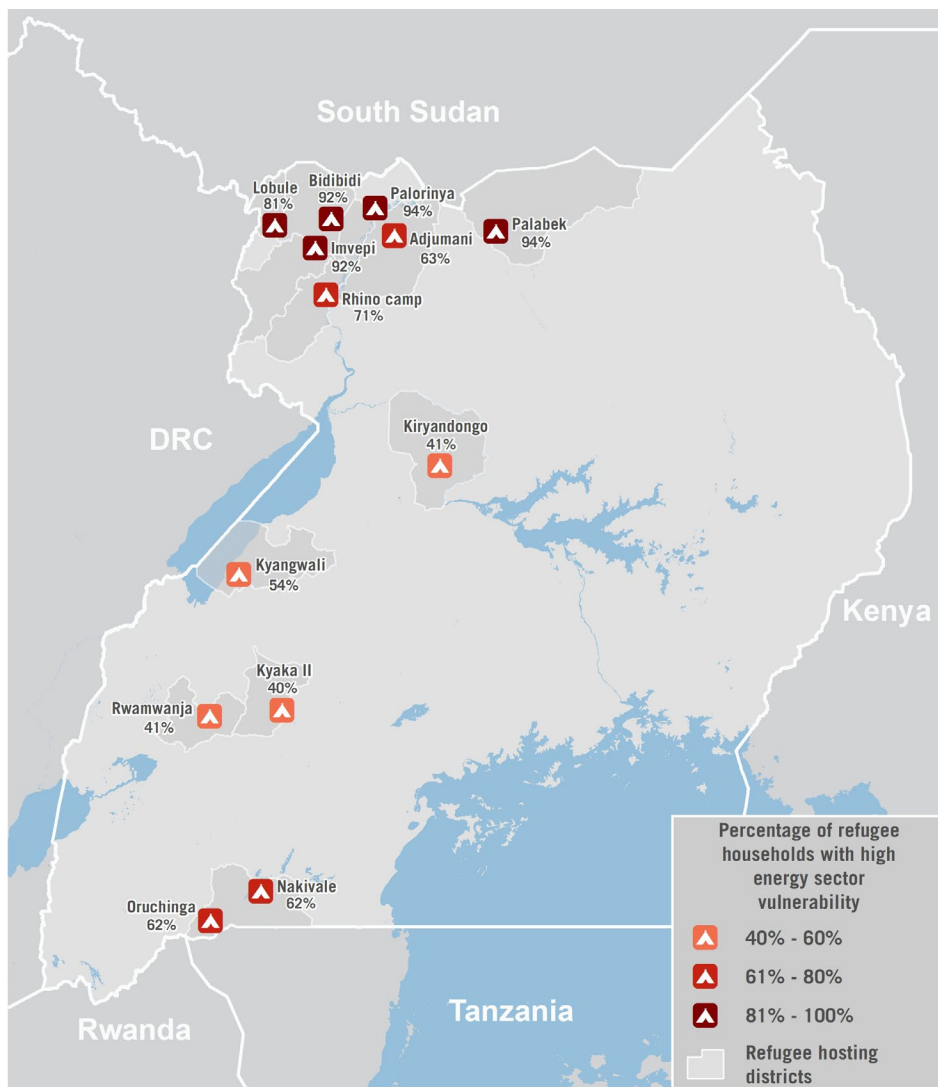 South Sudan
Bidibidi
92%
Lobule
81%
Palorinya
94%
Palabek
94%
Adjumani
63%
Imvepi
92%
Rhino camp
71%
Kiryandongo
41%
DRC
Kyangwali
54%
Kenya
Kyaka II
40%
Rwamwanja
41%
Nakivale
62%
Oruchinga
62%
Tanzania
Rwanda
Percentage of refugee
households with high
energy sector
vulnerability
40% - 60%
61% - 80%
81% - 100%
Refugee hosting
districts